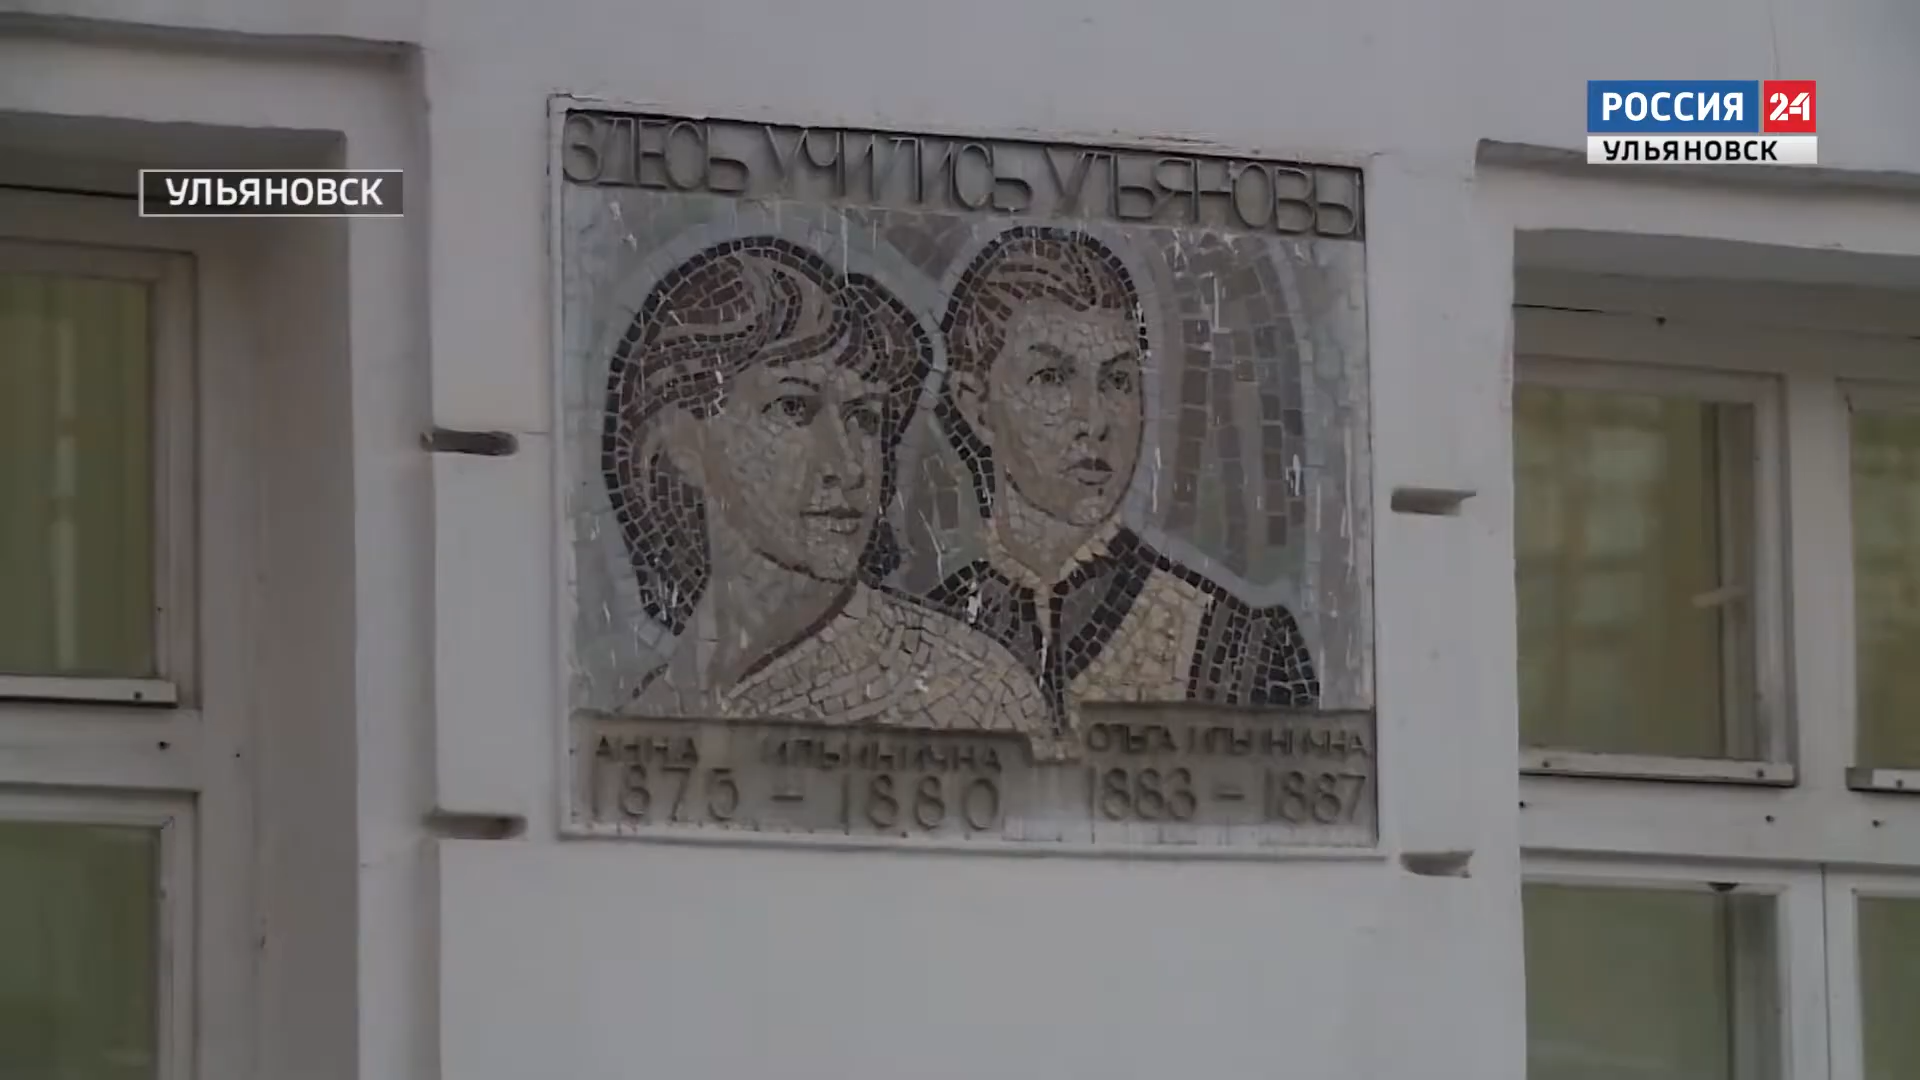 РОССИЯ 24
УЛЬЯНОВСК
УЛЬЯНОВСК
ЗДЕСЬ УЧИЛИСЬ УЛЬЯНОВЫ
АННА ИЛЬИНИЧНА
1875 – 1880
ОЛЬГА ИЛЬИНИЧНА
1883 – 1887